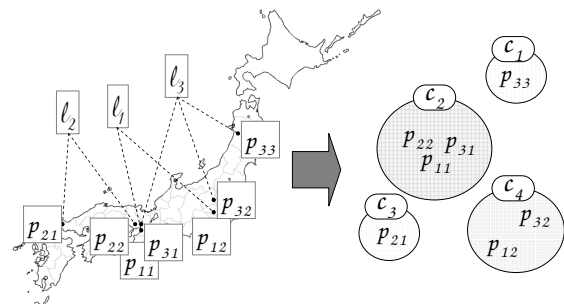 ℓ₃
ℓ₁
ℓ₂
p₃₃
p₃₂
p₂₁
p₂₂
p₃₁
p₁₂
p₁₁
c₁
p₃₃
c₂
p₂₂ p₃₁
p₁₁
c₃
p₂₁
c₄
p₃₂
p₁₂